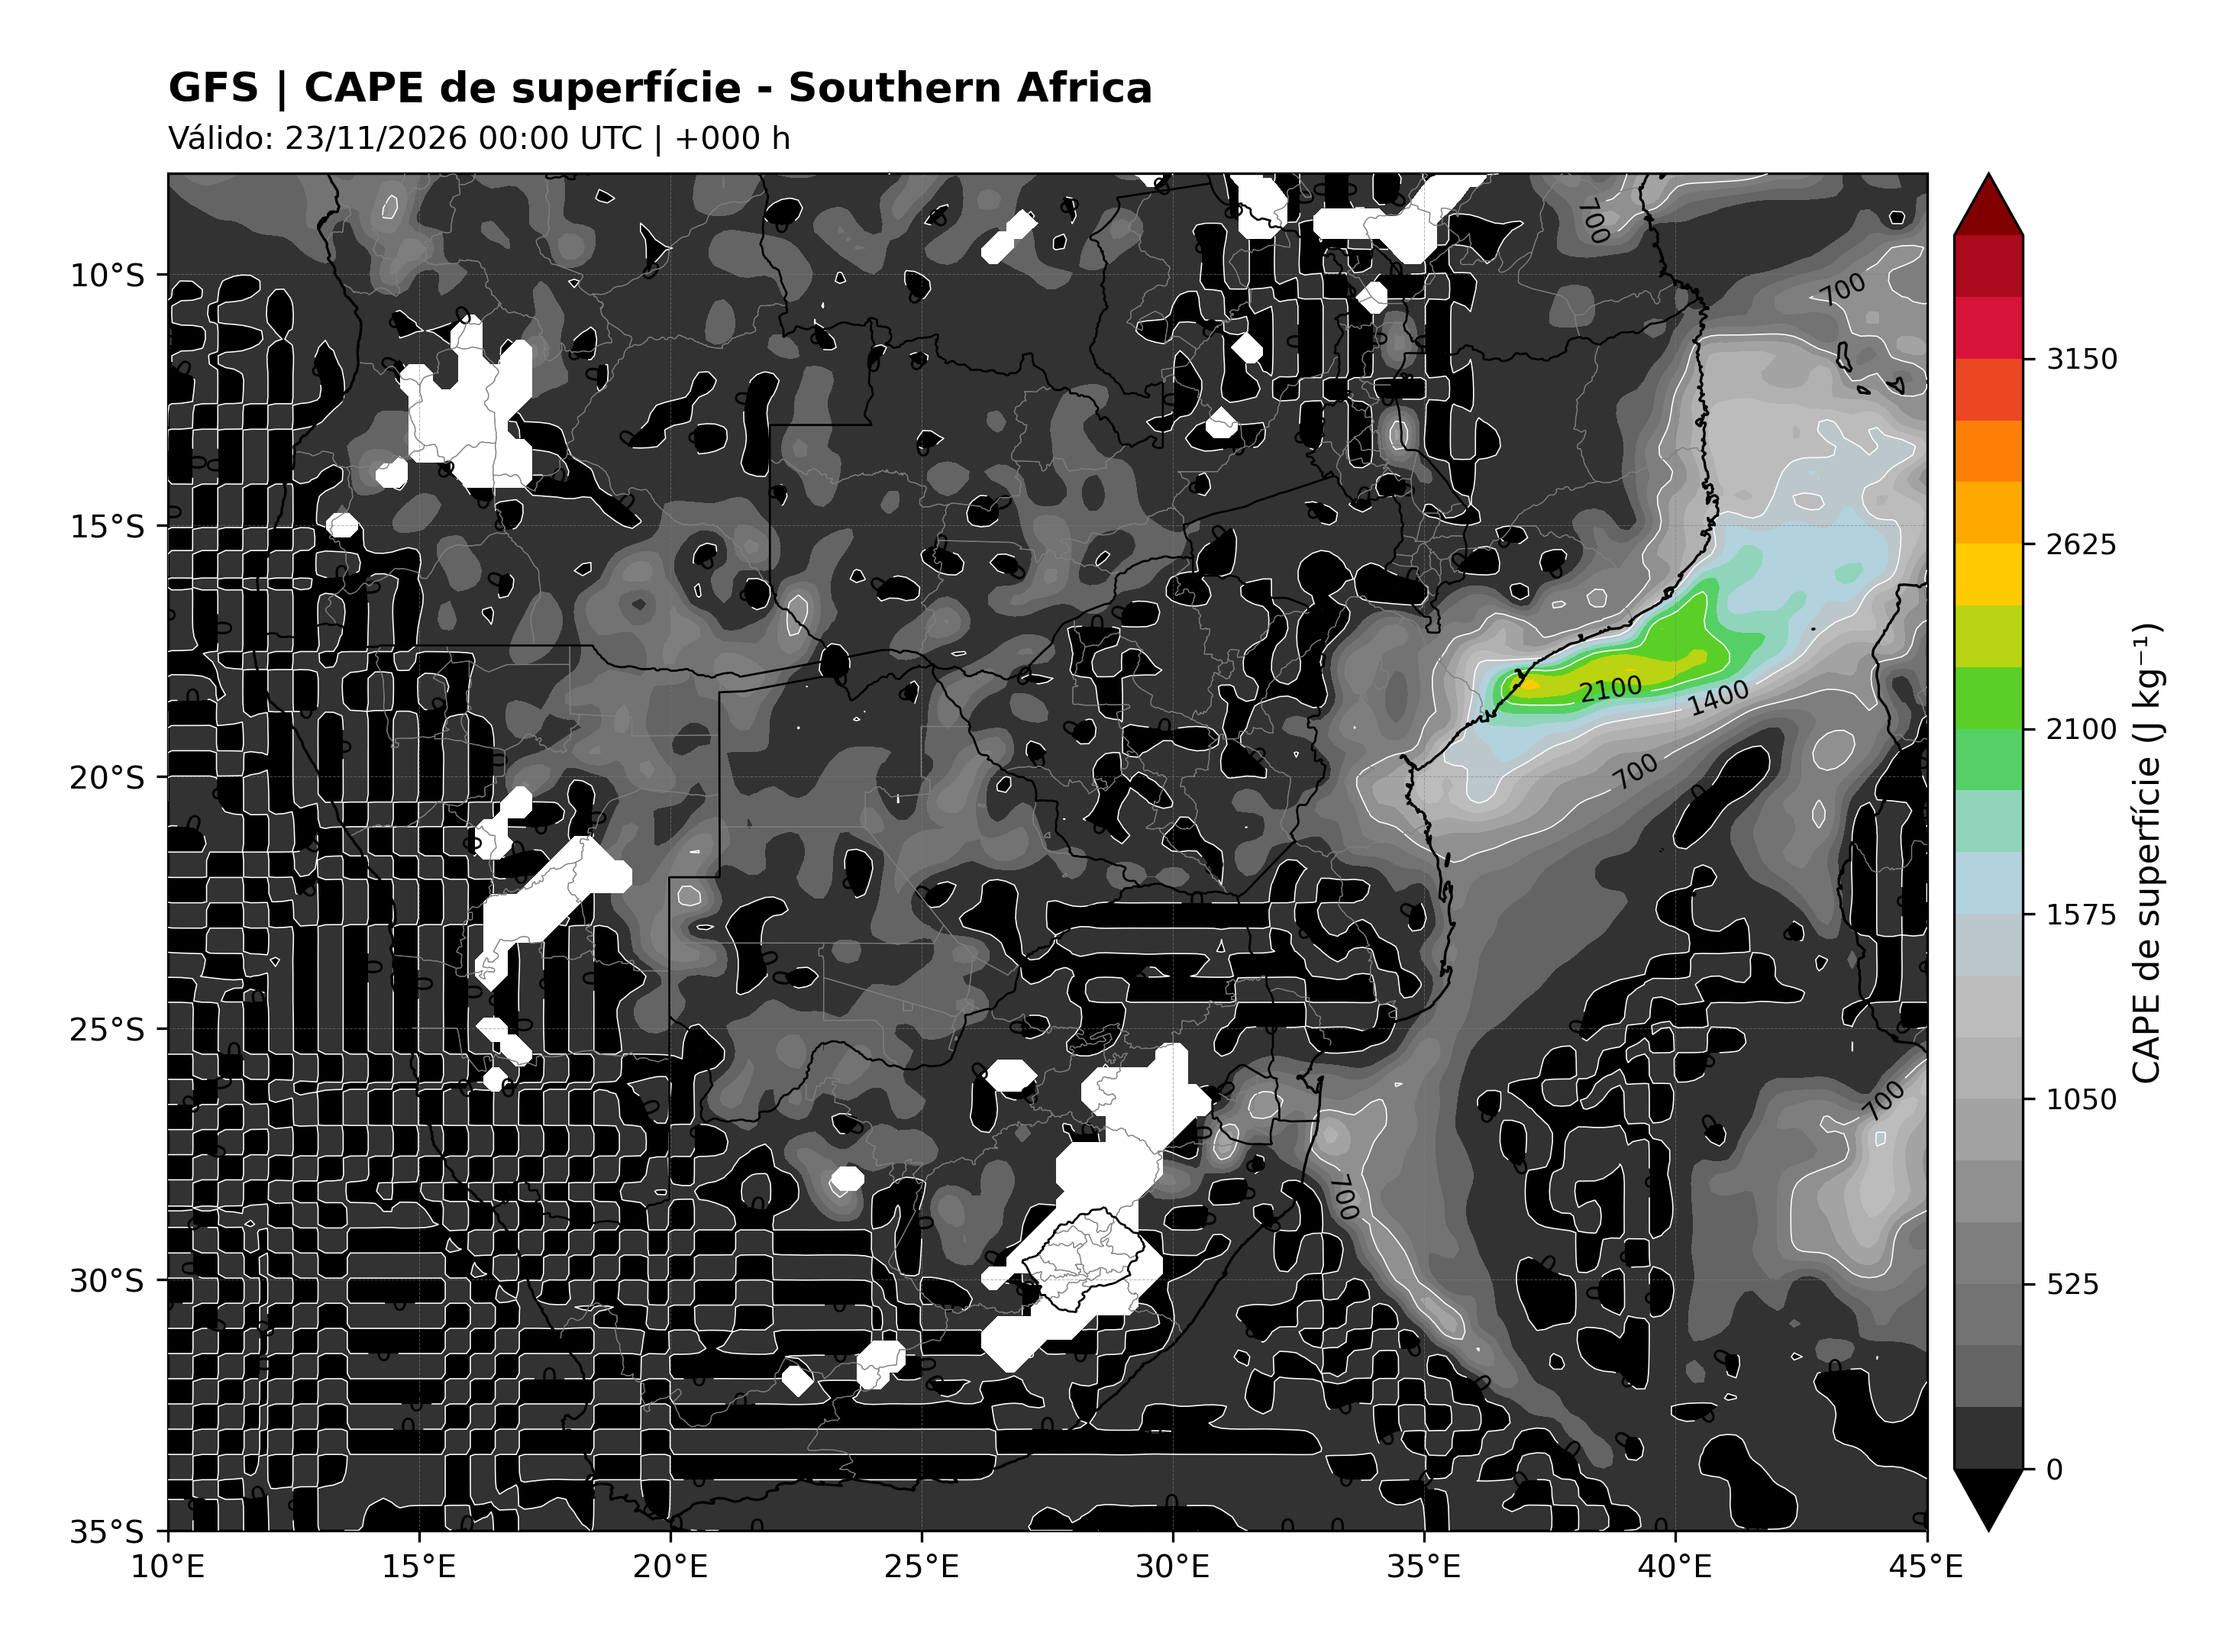 GFS | CAPE de superfície - Southern Africa
Válido: 23/11/2026 00:00 UTC | +000 h
10°S
15°S
20°S
25°S
30°S
35°S
10°E
15°E
20°E
25°E
30°E
35°E
40°E
45°E
700
700
2100
1400
700
700
700
3150
2625
2100
1575
1050
525
0
CAPE de superfície (J kg⁻¹)